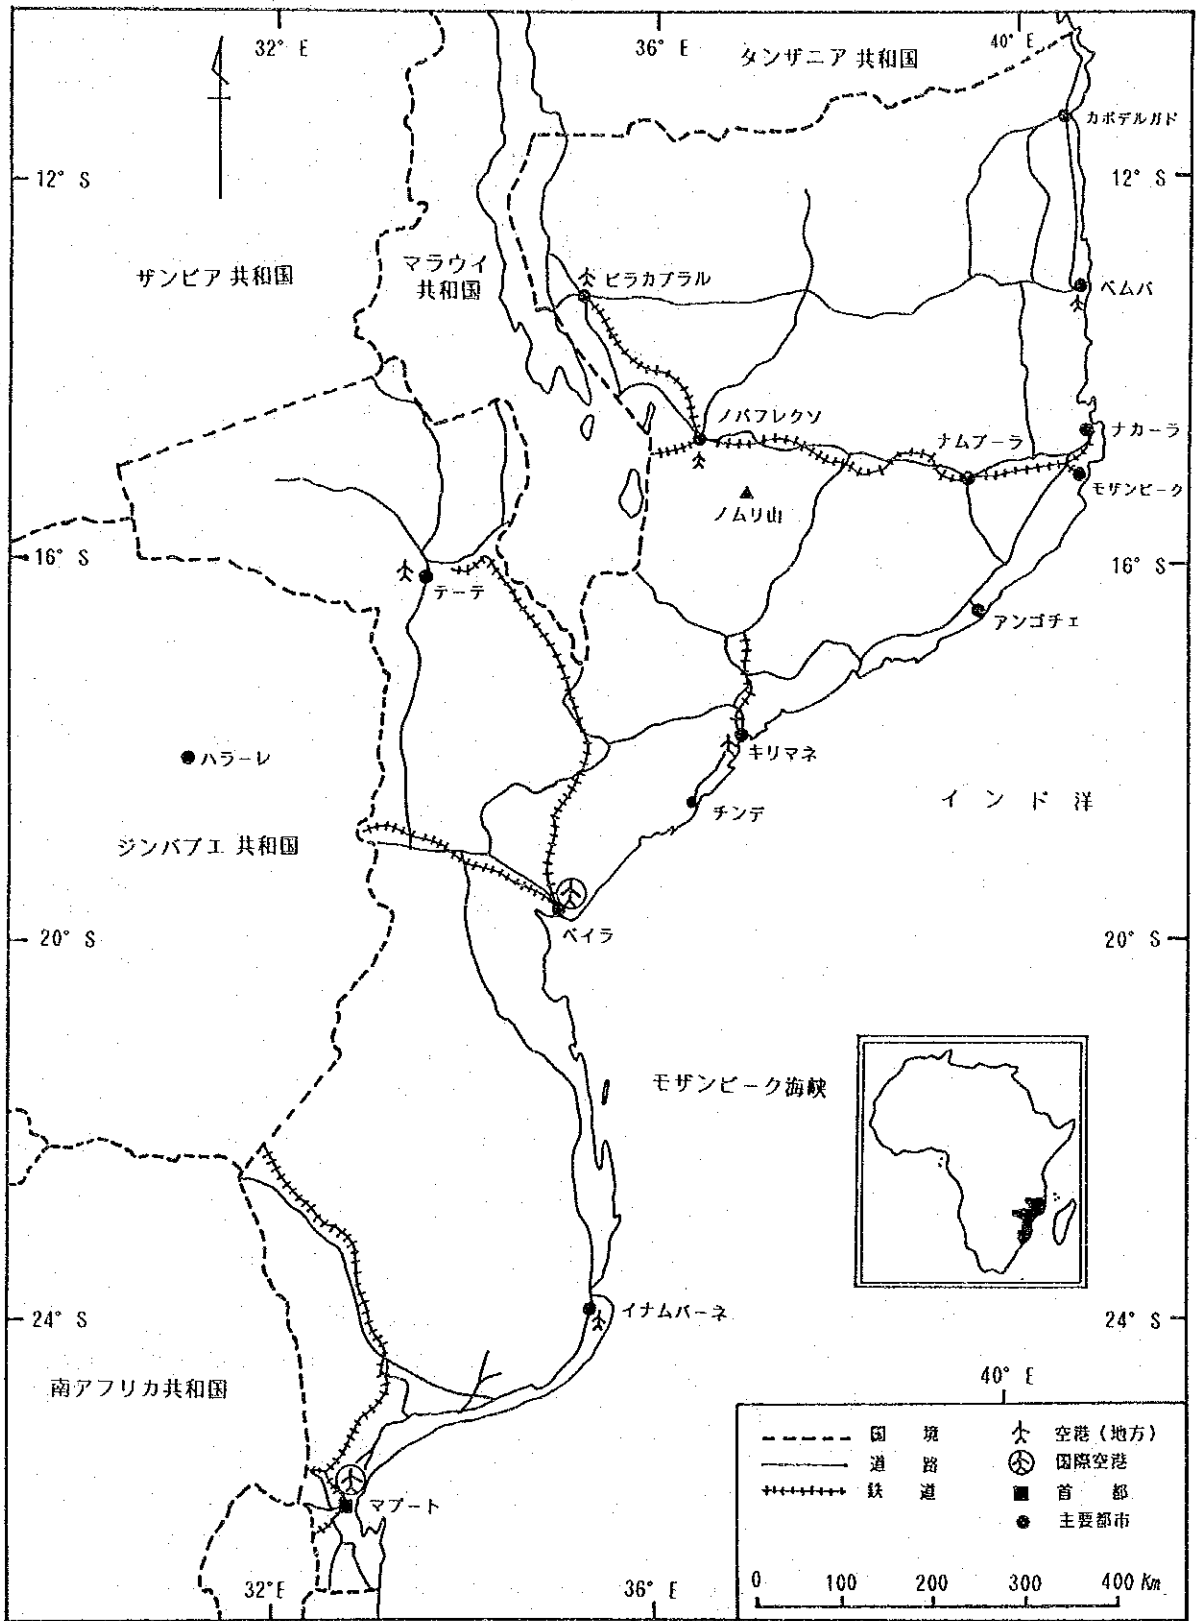 32° E
36° E
40° E
タンザニア 共和国
カボデルガド
12° S
12° S
ザンビア 共和国
マラウイ
共和国
ビラカブラル
ペムバ
ノバフレクソ
ナムプーラ
ナカーラ
モザンビーク
ノムリ山
16° S
16° S
テーテ
アンゴチェ
ハラーレ
キリマネ
チンデ
インド洋
ジンバブエ 共和国
ベイラ
20° S
20° S
モザンビーク海峡
イナムバーネ
24° S
24° S
南アフリカ共和国
40° E
国境
空港(地方)
道路
国際空港
鉄道
首都
主要都市
マプート
32°E
36° E
0 100 200 300 400 Km